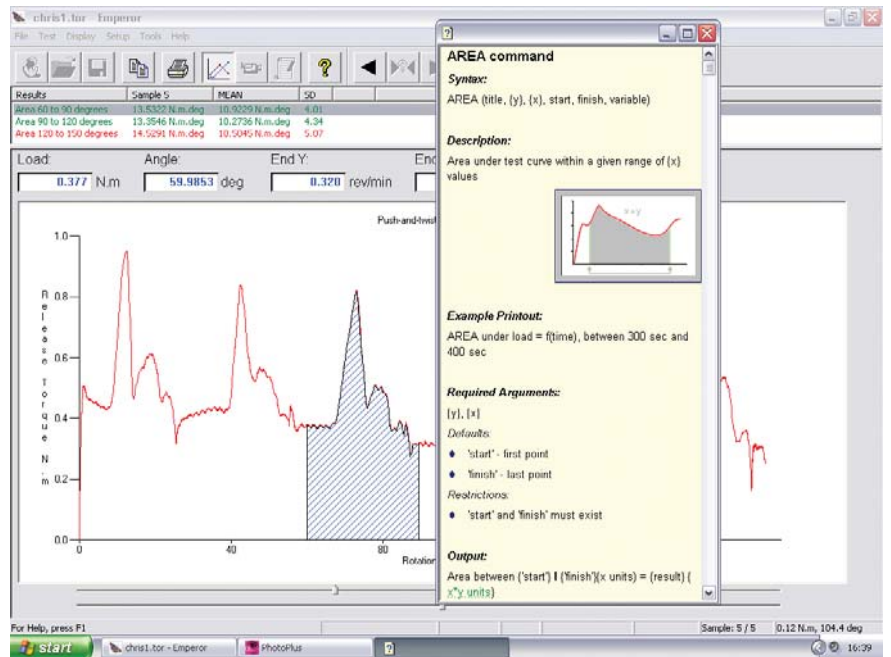 chris1.tor - Emperor
File Test Display Setup Tools Help
Results Sample 5 MEAN SD
Area 60 to 90 degrees 13.5322 N.m.deg 10.9229 N.m.deg 4.01
Area 90 to 120 degrees 13.3546 N.m.deg 10.2736 N.m.deg 4.34
Area 120 to 150 degrees 14.5291 N.m.deg 10.5045 N.m.deg 5.07
Load: Angle: End Y: End
0.377 N.m 59.9853 deg 0.320 rev/min
Push-and-twist
1.0
0.8
0.6
0.4
0.2
0.0
Release Torque N.m
0 40 80
Rotation
AREA command
Syntax:
AREA (title, {y}, {x}, start, finish, variable)
Description:
Area under test curve within a given range of {x}
values
x*y
Example Printout:
AREA under load = f(time), between 300 sec and
400 sec
Required Arguments:
{y}, {x}
Defaults:
'start' - first point
'finish' - last point
Restrictions:
'start' and 'finish' must exist
Output:
Area between ('start') I ('finish')(x units) = (result) (
x*y units)
For Help, press F1
Sample: 5 / 5 0.12 N.m, 104.4 deg
start chris1.tor - Emperor PhotoPlus 16:39